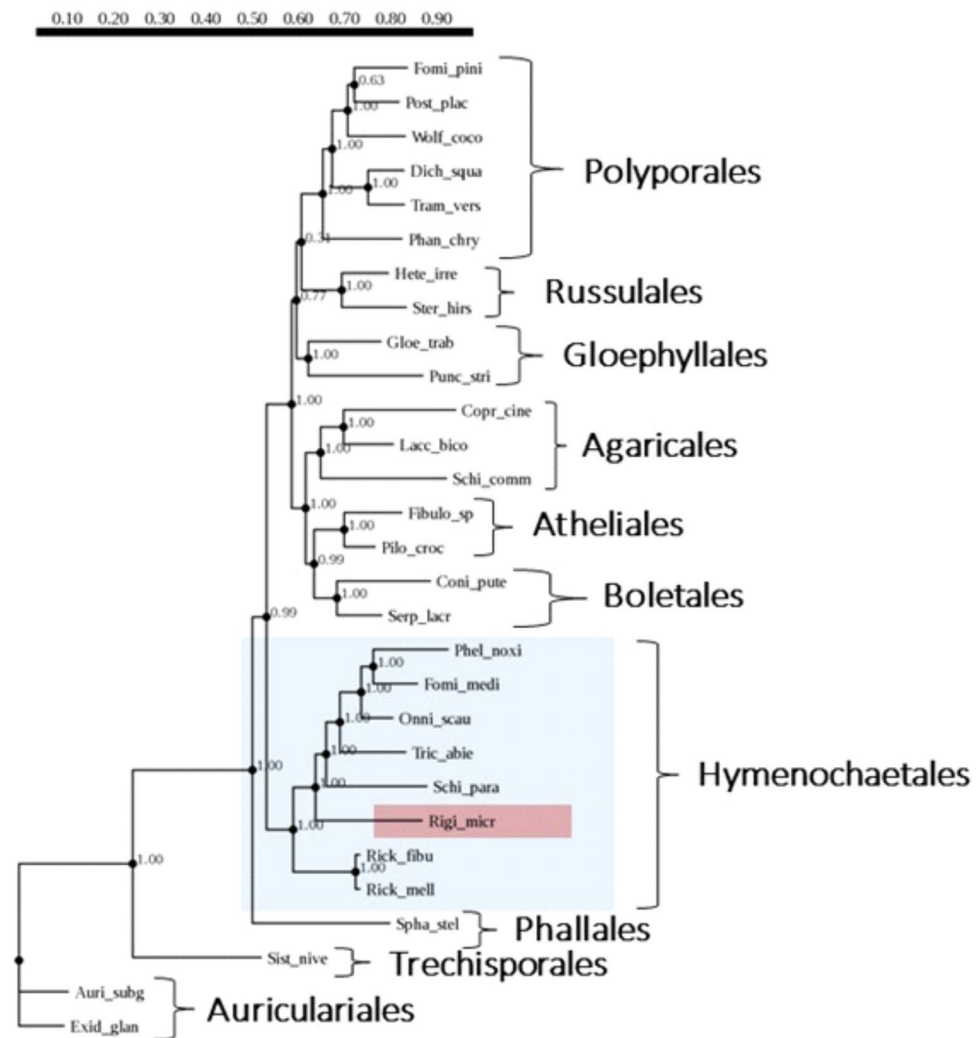 0.10 0.20 0.30 0.40 0.50 0.60 0.70 0.80 0.90
Fomi_pini
0.63
Post_plac
1.00
Wolf_coco
1.00
Polyporales
Dich_squa
1.00
1.00
Tram_vers
Phan_chry
0.31
Hete_irre
1.00
Russulales
0.77
Ster_hirs
Gloe_trab
1.00
Gloephyllales
Punc_stri
1.00
Copr_cine
1.00
Lacc_bico
1.00
Agaricales
Schi_comm
1.00
Fibulo_sp
1.00
Atheliales
Pilo_croc
0.99
Coni_pute
1.00
Boletales
Serp_lacr
0.99
Phel_noxi
1.00
Fomi_medi
1.00
Onni_scau
1.00
Tric_abie
1.00
1.00
Hymenochaetales
Schi_para
1.00
Rigi_micr
1.00
Rick_fibu
1.00
1.00
Rick_mell
Spha_stel
Phallales
Sist_nive
Trechisporales
Auri_subg
Auriculariales
Exid_glan